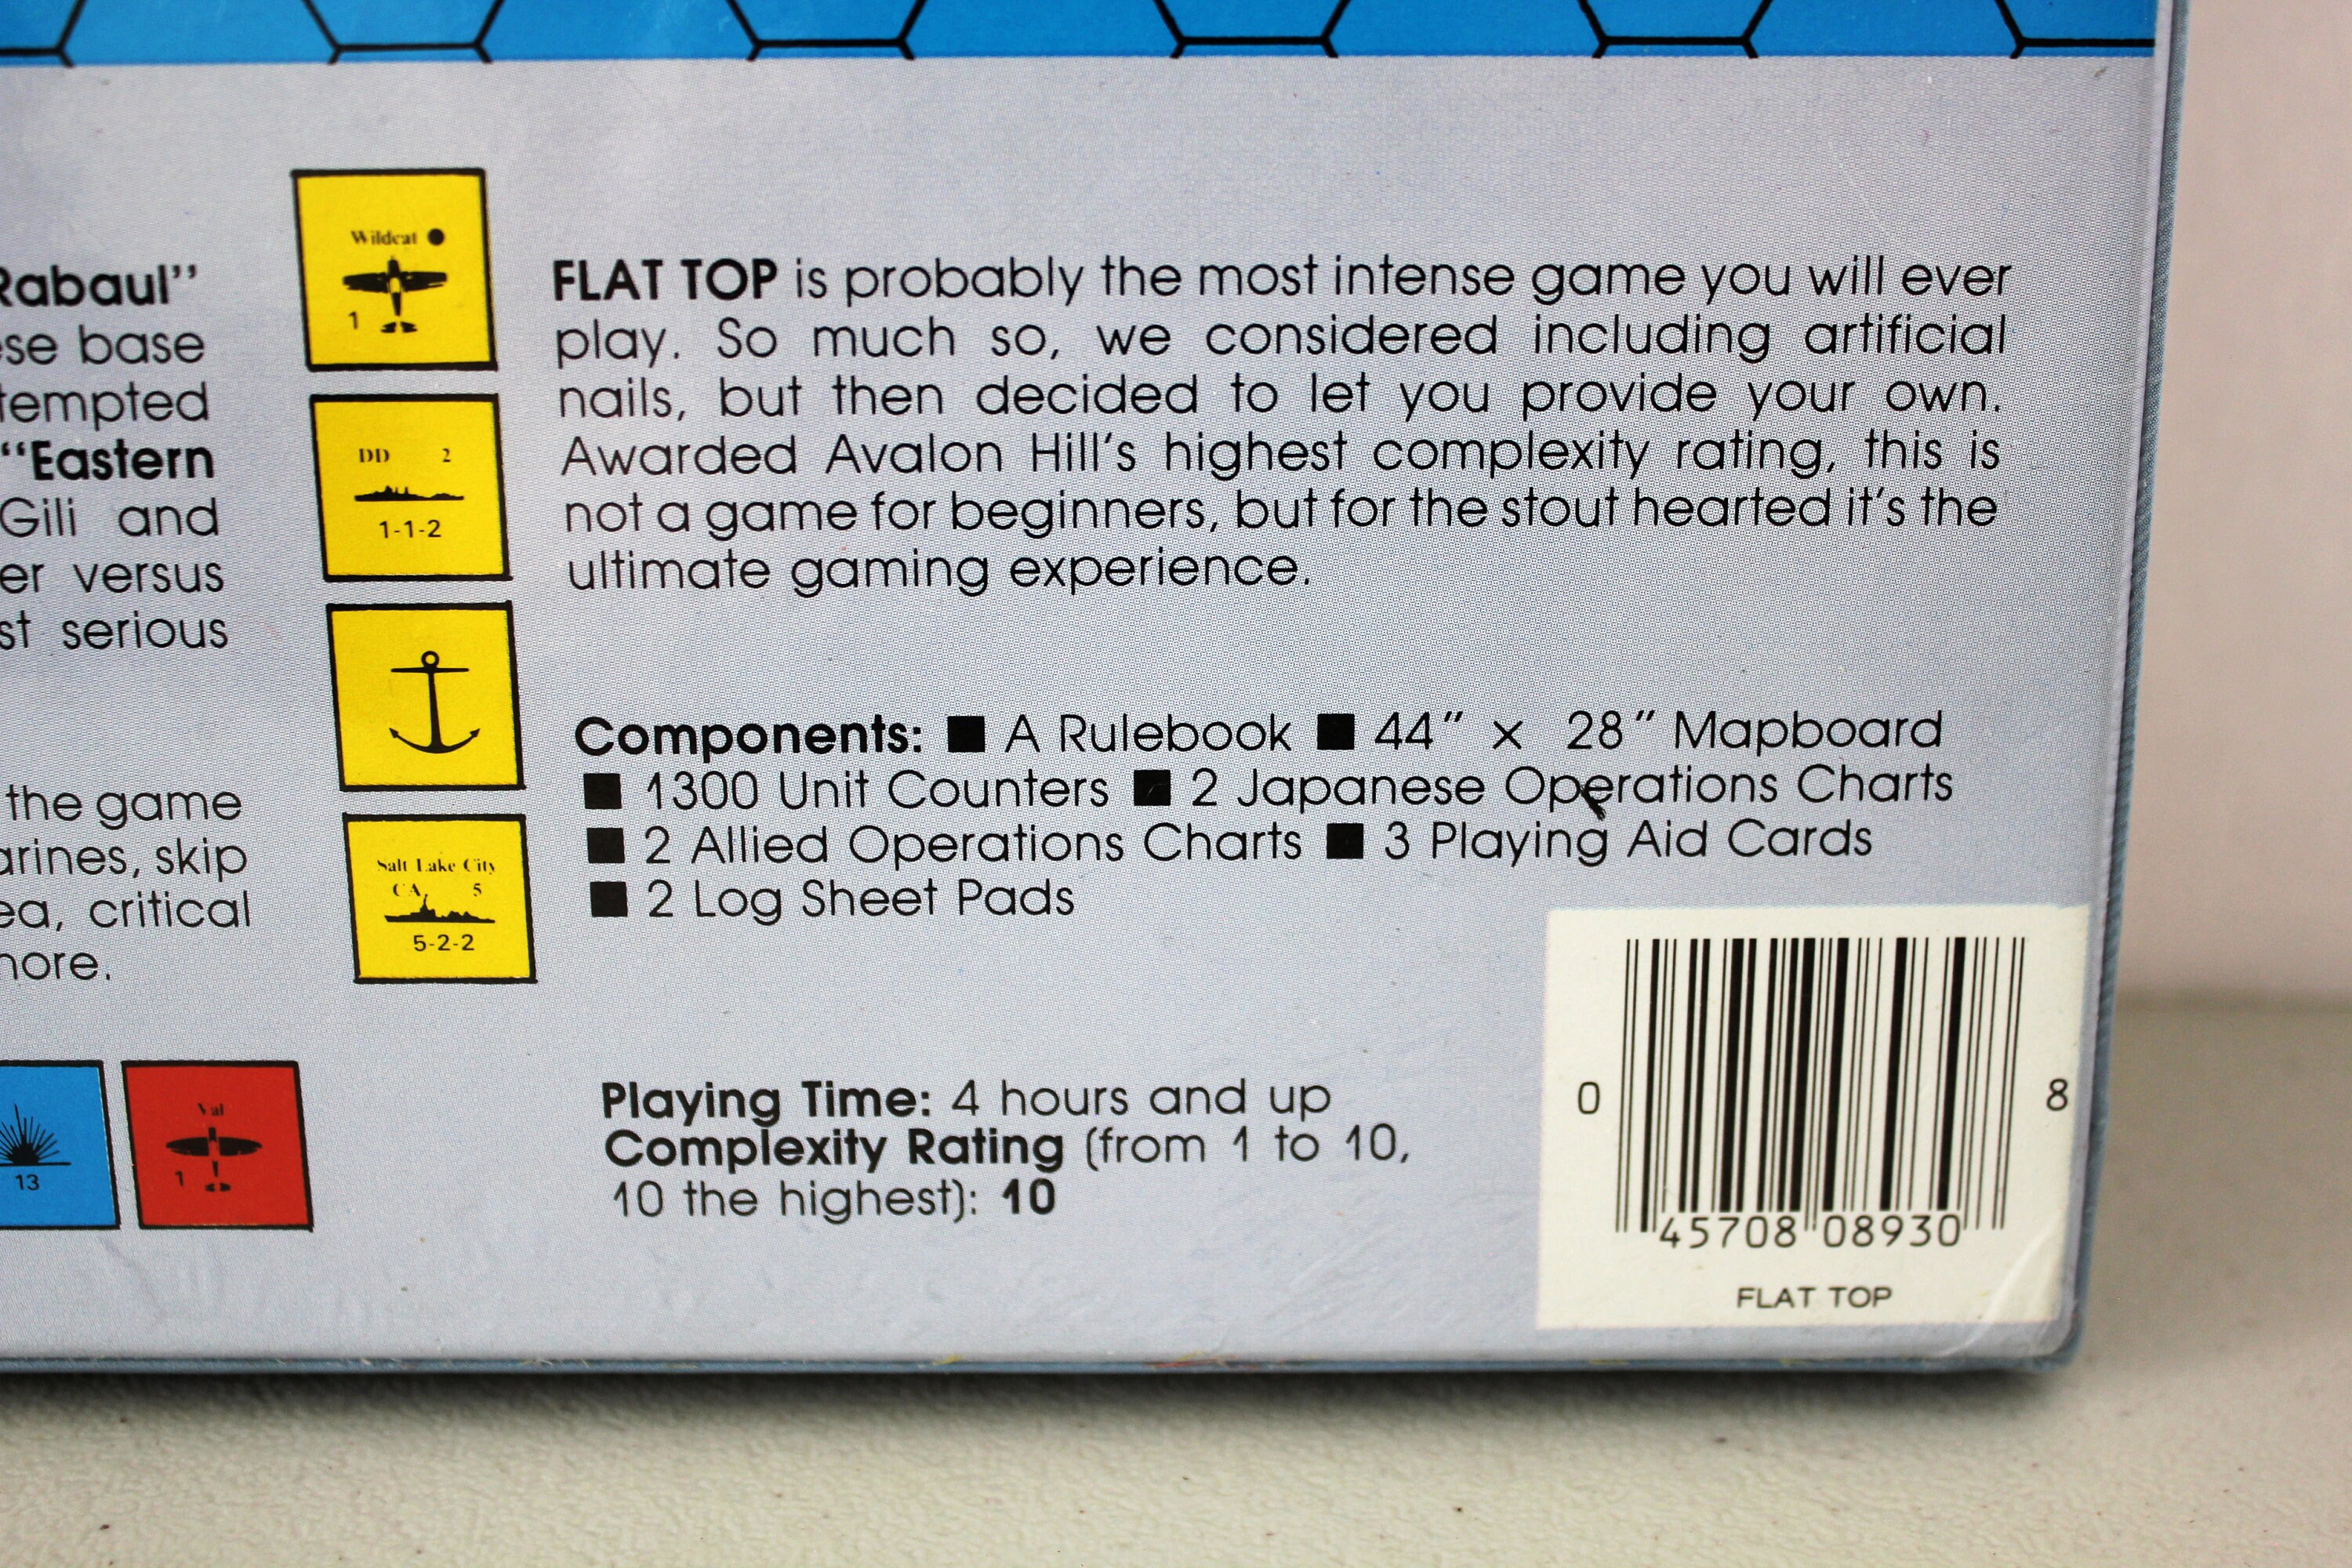 Rabaul”
se base
tempted
“Eastern
Gili and
er versus
st serious
the game
arines, skip
ea, critical
more.
Wildcat
1
DD 2
1-1-2
Salt Lake City
CA 5
5-2-2
13
Val
1
FLAT TOP is probably the most intense game you will ever
play. So much so, we considered including artificial
nails, but then decided to let you provide your own.
Awarded Avalon Hill's highest complexity rating, this is
not a game for beginners, but for the stout hearted it's the
ultimate gaming experience.
Components: ■ A Rulebook ■ 44" × 28" Mapboard
■ 1300 Unit Counters ■ 2 Japanese Operations Charts
■ 2 Allied Operations Charts ■ 3 Playing Aid Cards
■ 2 Log Sheet Pads
Playing Time: 4 hours and up
Complexity Rating (from 1 to 10,
10 the highest): 10
0 45708 08930 8
FLAT TOP